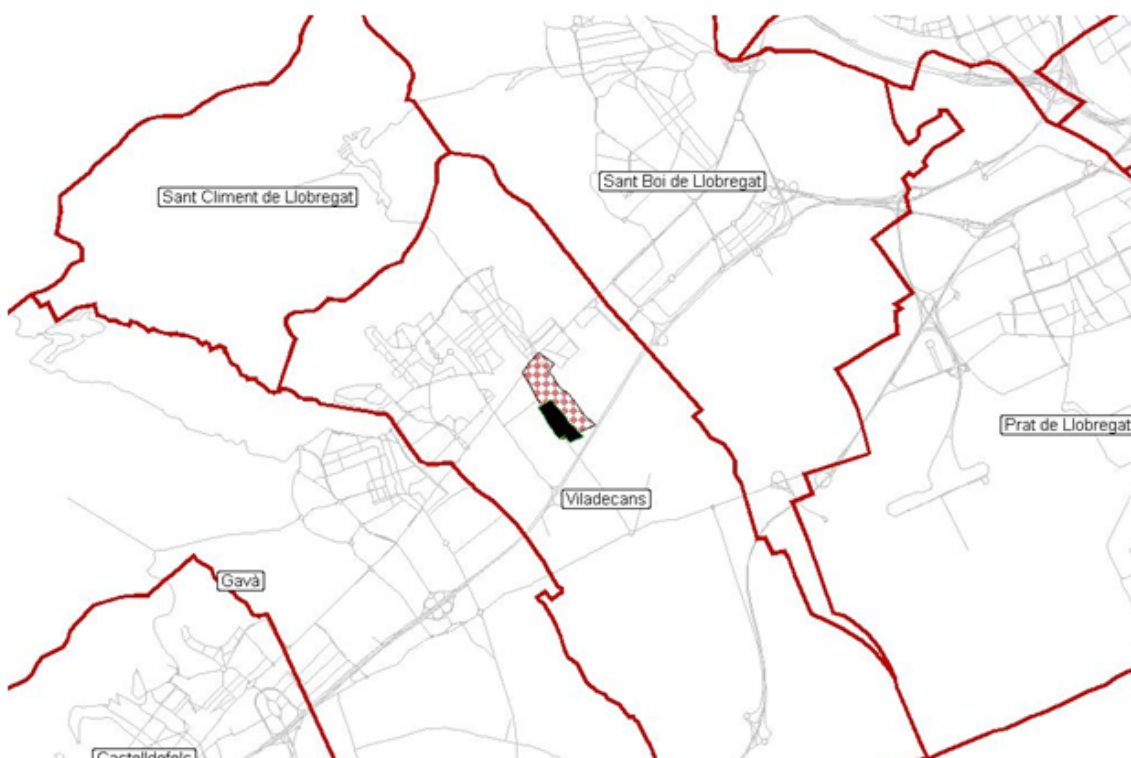 Sant Boi de Llobregat
Sant Climent de Llobregat
Prat de Llobregat
Viladecans
Gavà
Castelldefels